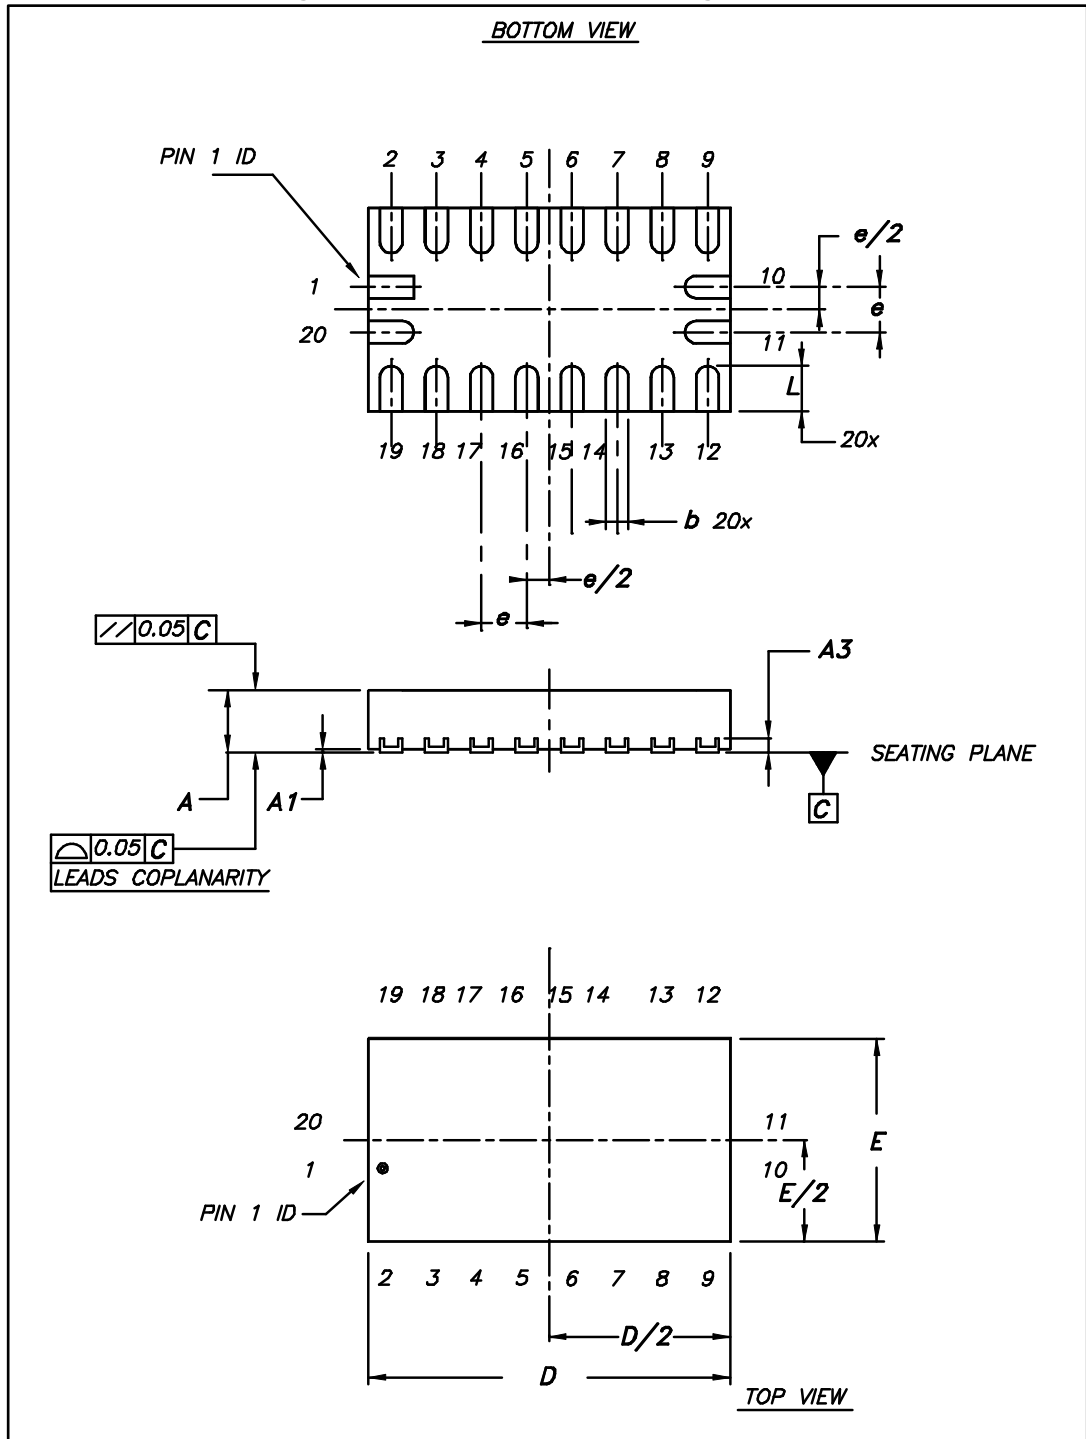 BOTTOM VIEW
PIN 1 ID
2 3 4 5 6 7 8 9
e/2
1
10
e
20
11
L
19 18 17 16 15 14 13 12
20x
b 20x
e/2
e
// 0.05 C
A3
SEATING PLANE
A
A1
C
0.05 C
LEADS COPLANARITY
19 18 17 16 15 14 13 12
20
11
E
1
10
E/2
PIN 1 ID
2 3 4 5 6 7 8 9
D/2
D
TOP VIEW